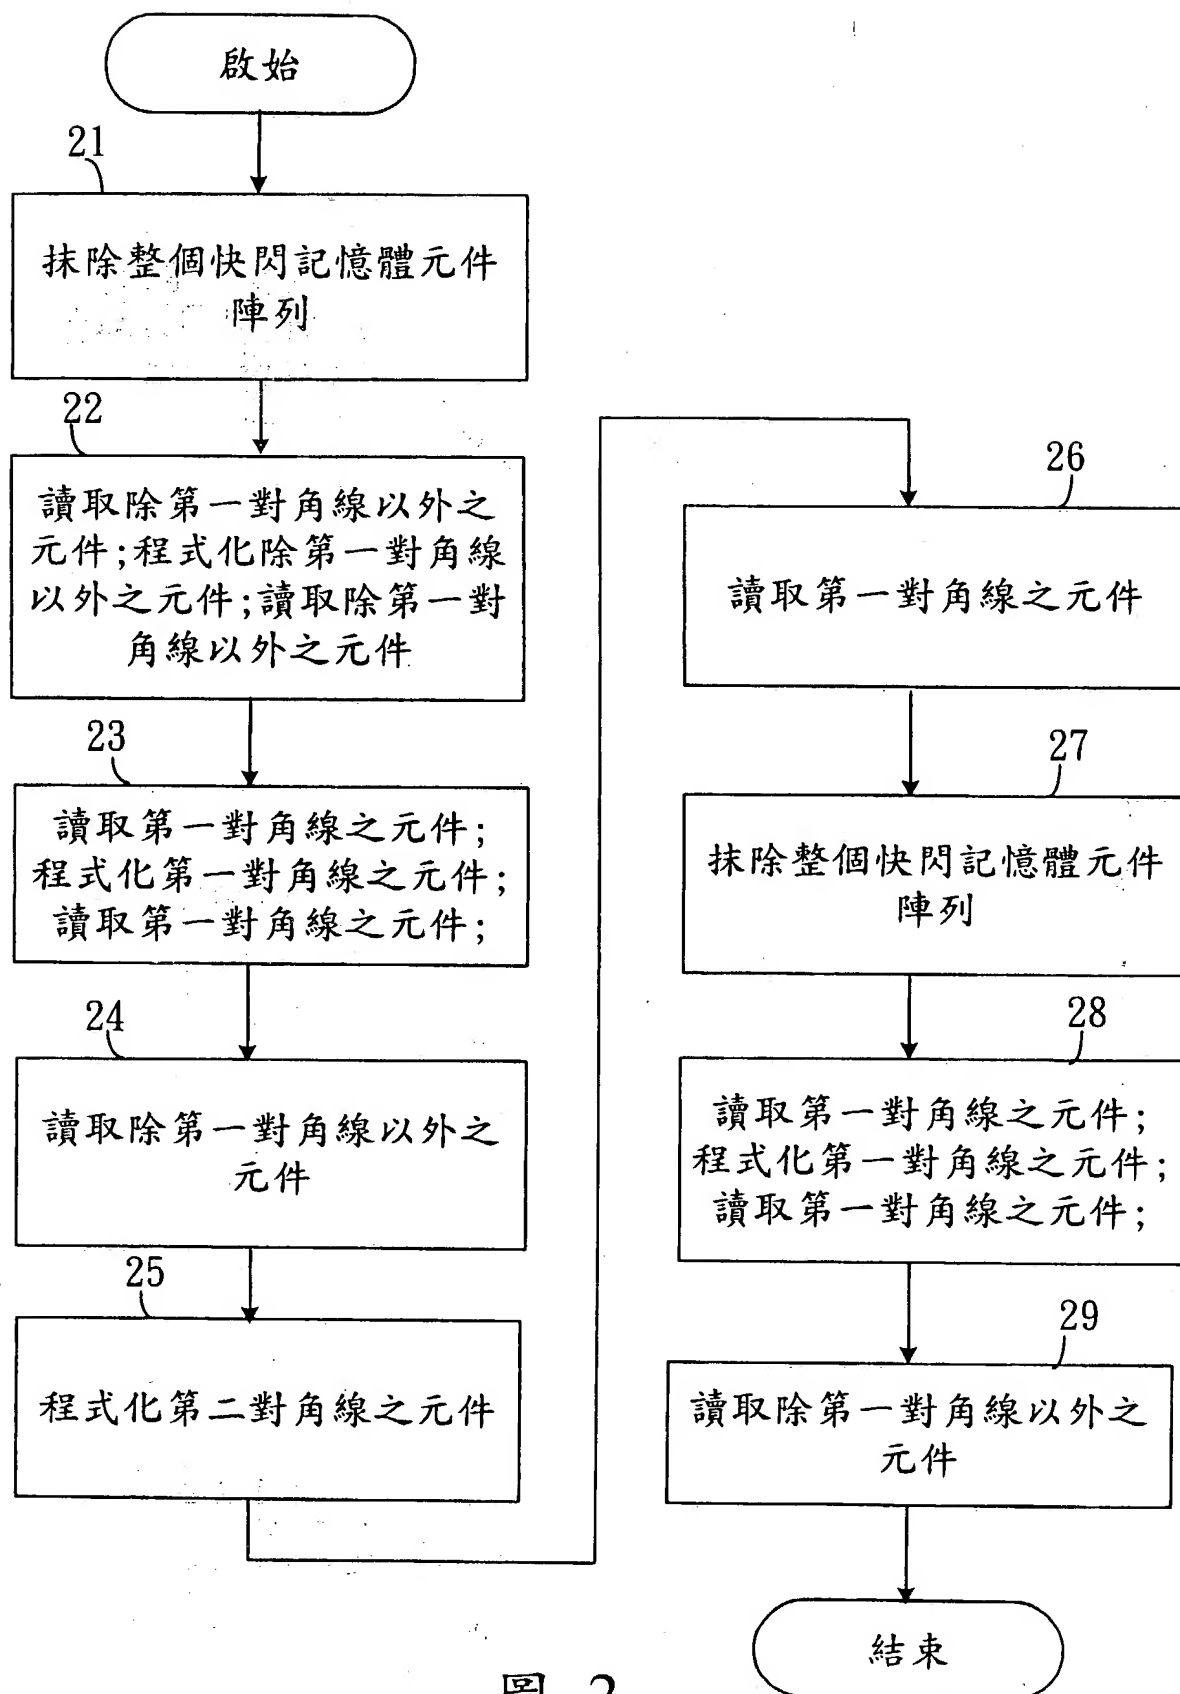 啟始
21
抹除整個快閃記憶體元件
陣列
22
讀取除第一對角線以外之
元件;程式化除第一對角線
以外之元件;讀取除第一對
角線以外之元件
23
讀取第一對角線之元件;
程式化第一對角線之元件;
讀取第一對角線之元件;
24
讀取除第一對角線以外之
元件
25
程式化第二對角線之元件
26
讀取第一對角線之元件
27
抹除整個快閃記憶體元件
陣列
28
讀取第一對角線之元件;
程式化第一對角線之元件;
讀取第一對角線之元件;
29
讀取除第一對角線以外之
元件
結束
圖 2